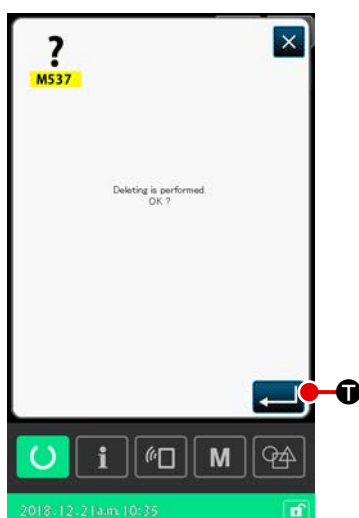 ?
M537
Deleting is performed.
OK ?
T
i
M
2018.12.21a.m.10:35